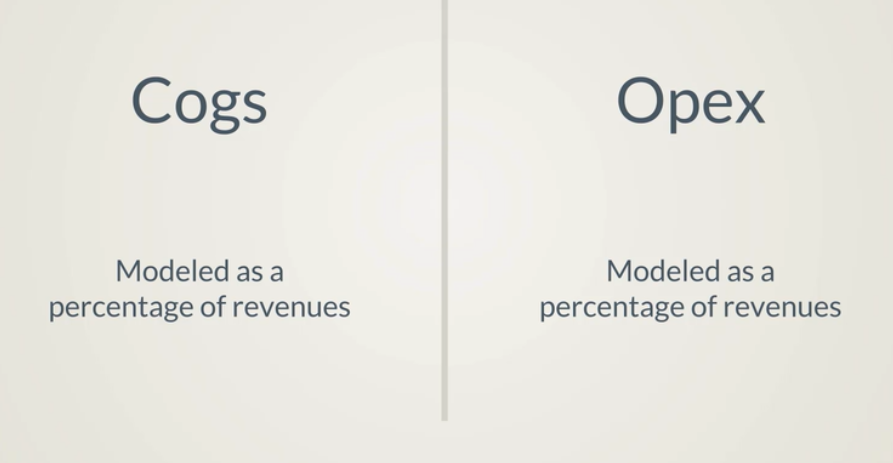 Cogs
Modeled as a
percentage of revenues
Opex
Modeled as a
percentage of revenues